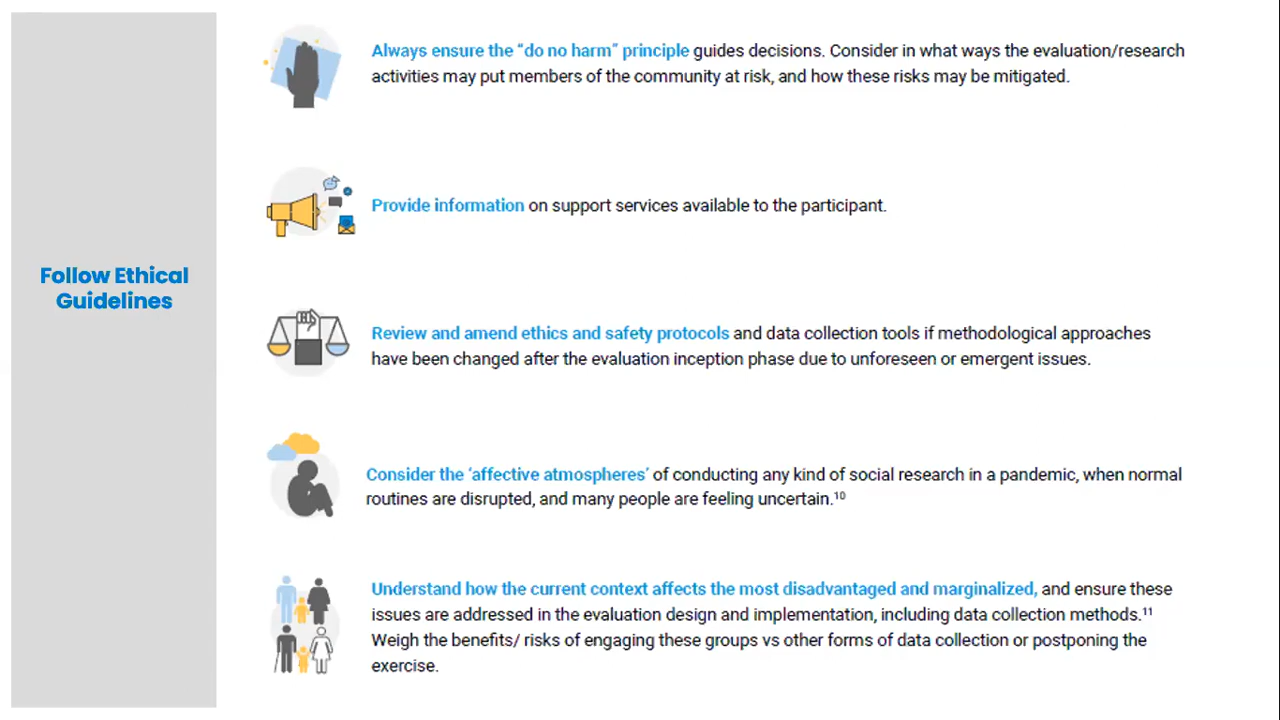 Follow Ethical
Guidelines
Always ensure the “do no harm” principle guides decisions. Consider in what ways the evaluation/research
activities may put members of the community at risk, and how these risks may be mitigated.
Provide information on support services available to the participant.
Review and amend ethics and safety protocols and data collection tools if methodological approaches
have been changed after the evaluation inception phase due to unforeseen or emergent issues.
Consider the ‘affective atmospheres’ of conducting any kind of social research in a pandemic, when normal
routines are disrupted, and many people are feeling uncertain.¹⁰
Understand how the current context affects the most disadvantaged and marginalized, and ensure these
issues are addressed in the evaluation design and implementation, including data collection methods.¹¹
Weigh the benefits/ risks of engaging these groups vs other forms of data collection or postponing the
exercise.